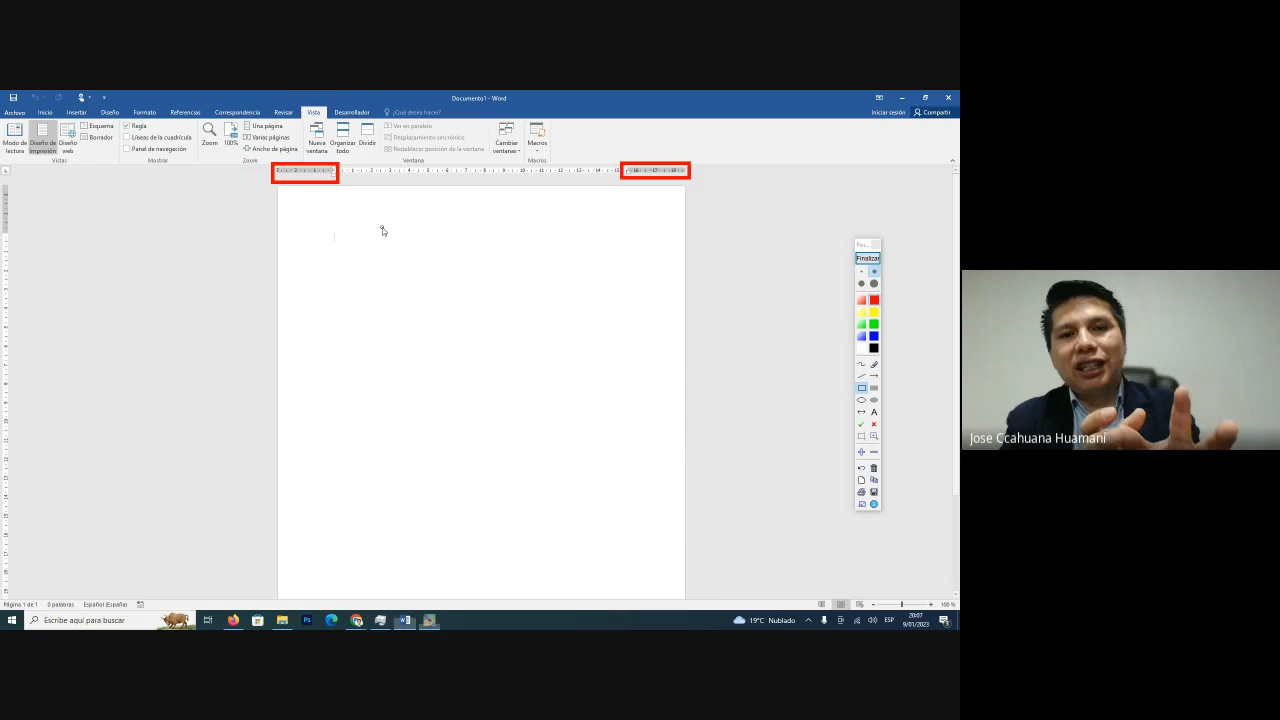 Documento1 - Word
Archivo Inicio Insertar Diseño Formato Referencias Correspondencia Revisar Vista Desarrollador ¿Qué desea hacer? Iniciar sesión Compartir
Modo de lectura
Diseño de impresión
Diseño web
Esquema
Borrador
Vistas
Regla
Líneas de la cuadrícula
Panel de navegación
Mostrar
Zoom
100%
Una página
Varias páginas
Ancho de página
Zoom
Nueva ventana
Organizar todo
Dividir
Ver en paralelo
Desplazamiento sincrónico
Restablecer posición de la ventana
Ventana
Cambiar ventanas
Macros
Macros
Poi...
Finalizar
A
Jose Ccahuana Huamaní
Página 1 de 1 0 palabras Español (España) 100 %
Escribe aquí para buscar
Ps
19°C Nublado
ESP
20:07
9/01/2023